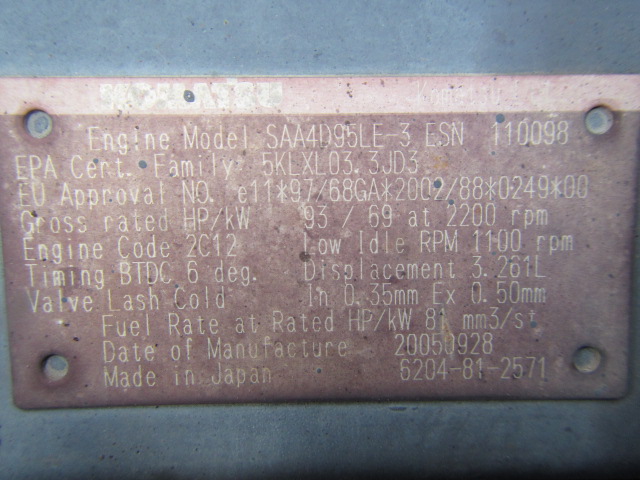 KOMATSU Komatsu Ltd.
Engine Model SAA4D95LE-3 ESN 110098
EPA Cert. Family: 5KLXL03.3JD3
EU Approval NO. e11*97/68GA*2002/88*0249*00
Gross rated HP/kW 93 / 69 at 2200 rpm
Engine Code 2C12 Low Idle RPM 1100 rpm
Timing BTDC 6 deg. Displacement 3.261L
Valve Lash Cold In 0.35mm Ex 0.50mm
Fuel Rate at Rated HP/kW 81 mm3/st
Date of Manufacture 20050928
Made in Japan 6204-81-2571